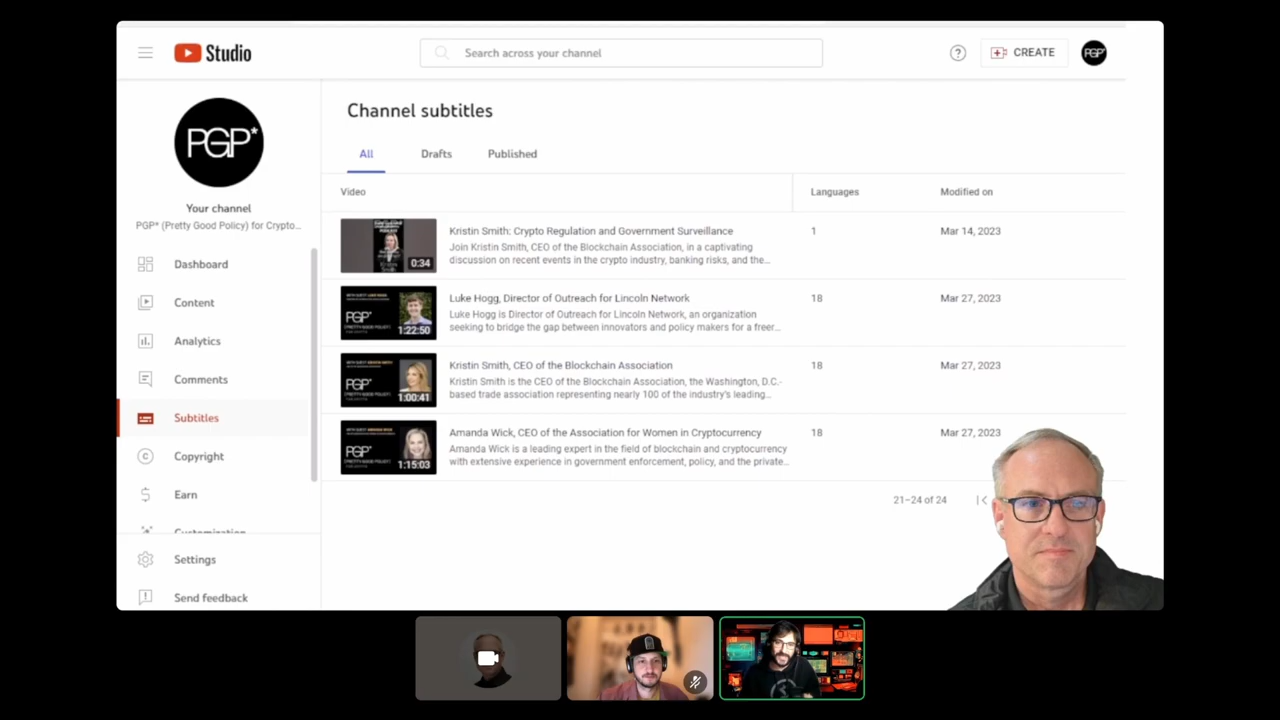 Studio
Search across your channel
CREATE
PGP*
PGP*
Your channel
PGP* (Pretty Good Policy) for Crypto...
Dashboard
Content
Analytics
Comments
Subtitles
Copyright
Earn
Customization
Settings
Send feedback
Channel subtitles
All
Drafts
Published
Video
Languages
Modified on
0:34
Kristin Smith: Crypto Regulation and Government Surveillance
Join Kristin Smith, CEO of the Blockchain Association, in a captivating
discussion on recent events in the crypto industry, banking risks, and the...
1
Mar 14, 2023
PGP*
1:22:50
Luke Hogg, Director of Outreach for Lincoln Network
Luke Hogg is Director of Outreach for Lincoln Network, an organization
seeking to bridge the gap between innovators and policy makers for a freer...
18
Mar 27, 2023
PGP*
1:00:41
Kristin Smith, CEO of the Blockchain Association
Kristin Smith is the CEO of the Blockchain Association, the Washington, D.C.-
based trade association representing nearly 100 of the industry's leading...
18
Mar 27, 2023
PGP*
1:15:03
Amanda Wick, CEO of the Association for Women in Cryptocurrency
Amanda Wick is a leading expert in the field of blockchain and cryptocurrency
with extensive experience in government enforcement, policy, and the private...
18
Mar 27, 2023
21–24 of 24